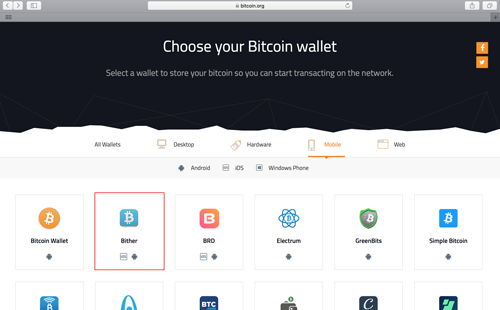 bitcoin.org
Choose your Bitcoin wallet
Select a wallet to store your bitcoin so you can start transacting on the network.
All Wallets Desktop Hardware Mobile Web
Android iOS Windows Phone
Bitcoin Wallet Bither BRD Electrum GreenBits Simple Bitcoin
BTC